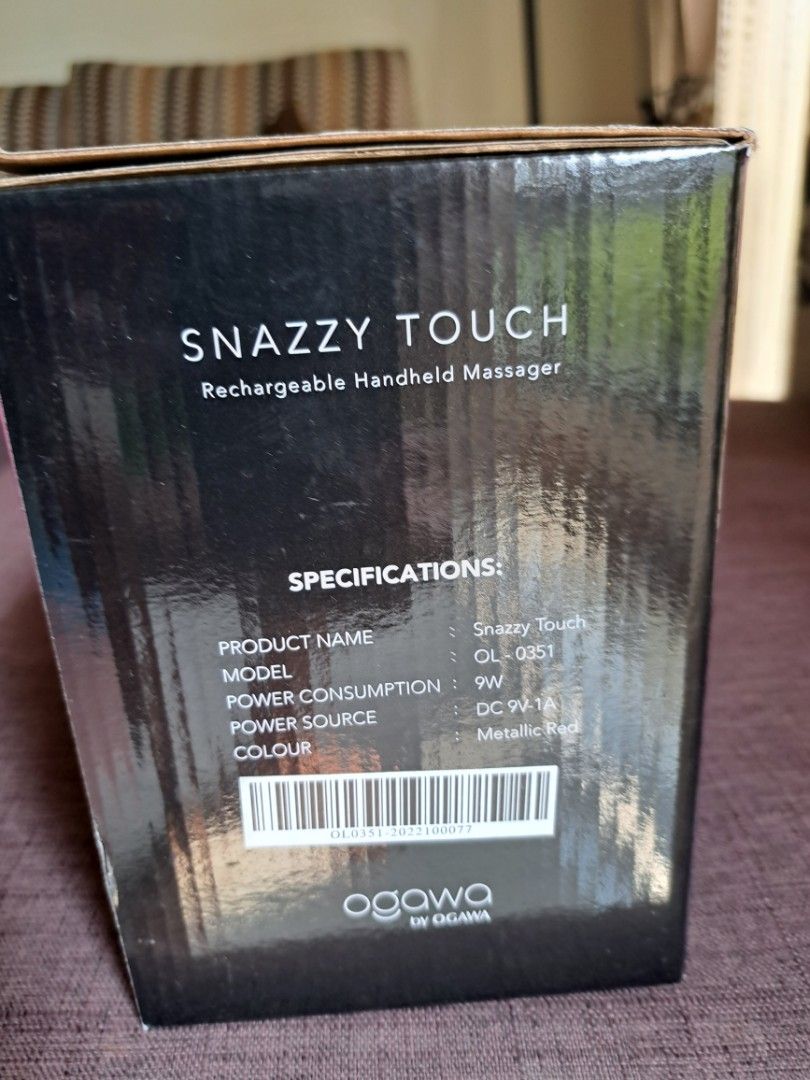 SNAZZY TOUCH
Rechargeable Handheld Massager
SPECIFICATIONS:
PRODUCT NAME : Snazzy Touch
MODEL : OL - 0351
POWER CONSUMPTION : 9W
POWER SOURCE : DC 9V-1A
COLOUR : Metallic Red
OL0351-2022100077
ogawa
by OGAWA